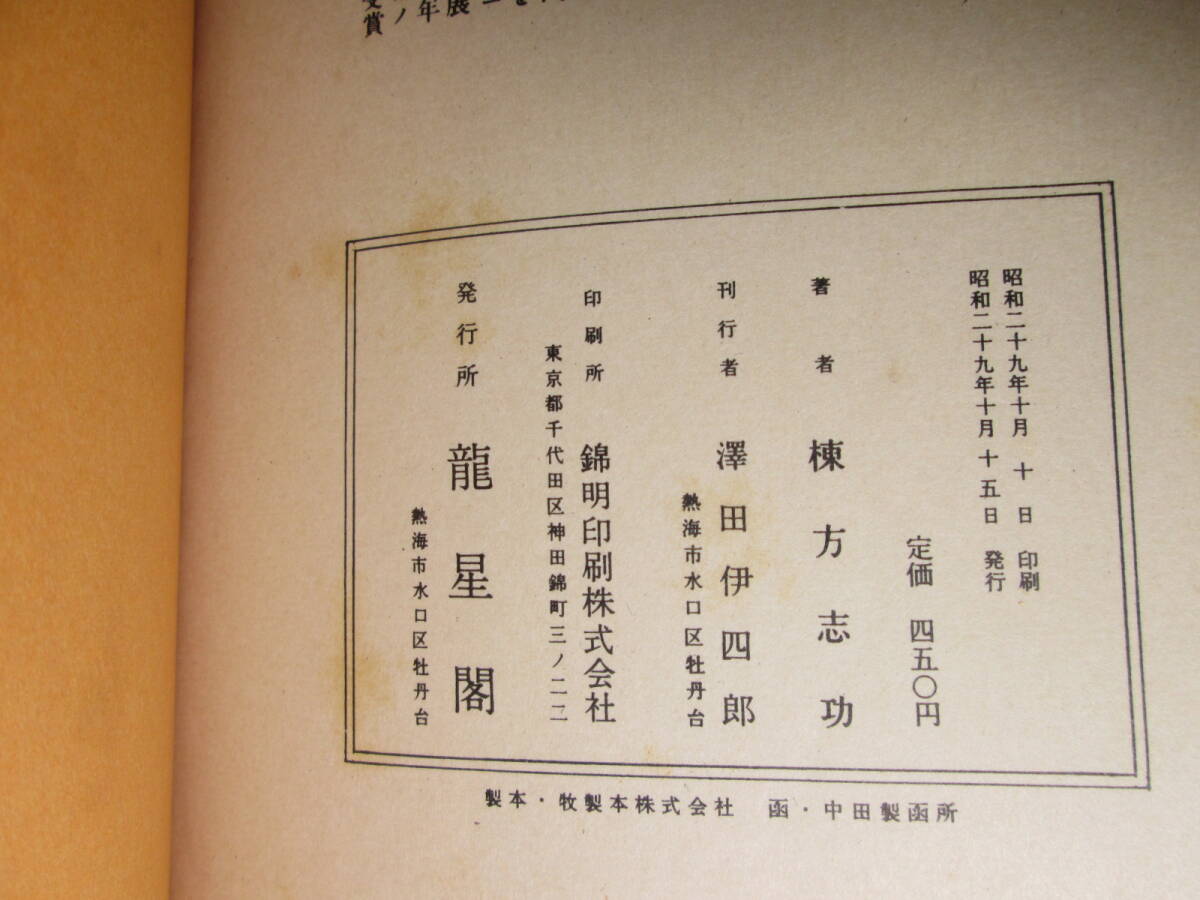 昭和二十九年十月 十 日 印刷
昭和二十九年十月十五日 発行
定価 四五〇円
著者 棟方志功
刊行者 澤田伊四郎
熱海市水口区牡丹台
印刷所 錦明印刷株式会社
東京都千代田区神田錦町三ノ二二
発行所 龍星閣
熱海市水口区牡丹台
製本・牧製本株式会社 函・中田製函所